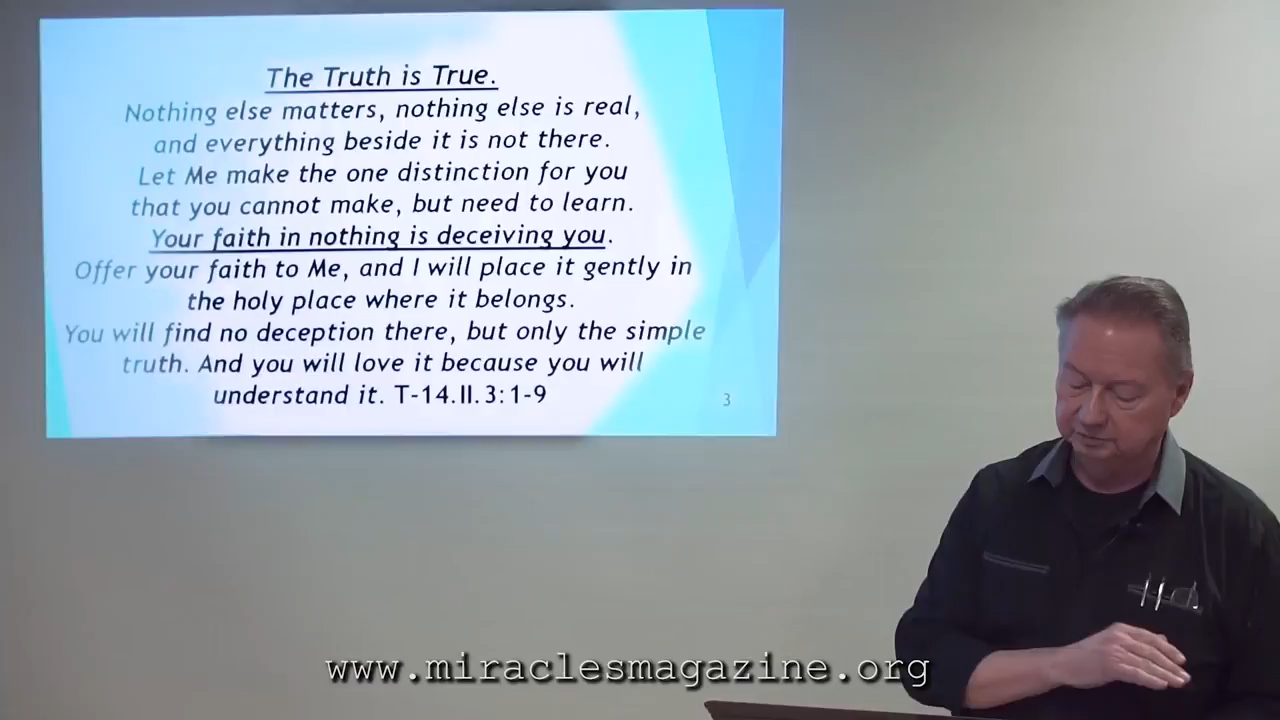 The Truth is True.
Nothing else matters, nothing else is real,
and everything beside it is not there.
Let Me make the one distinction for you
that you cannot make, but need to learn.
Your faith in nothing is deceiving you.
Offer your faith to Me, and I will place it gently in
the holy place where it belongs.
You will find no deception there, but only the simple
truth. And you will love it because you will
understand it. T-14.II.3:1-9
3
www.miraclesmagazine.org